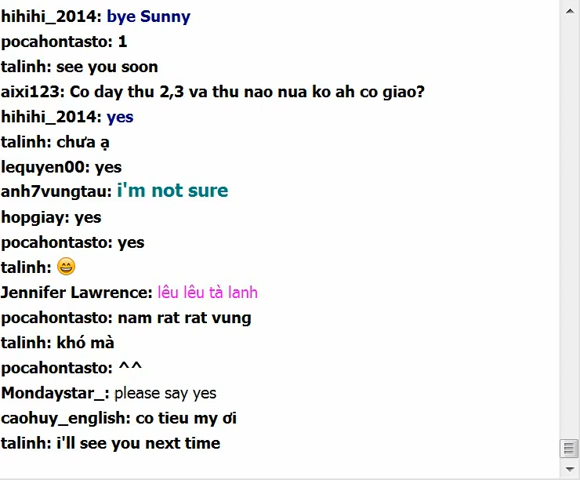 hihihi_2014: bye Sunny
pocahontasto: 1
talinh: see you soon
aixi123: Co day thu 2,3 va thu nao nua ko ah co giao?
hihihi_2014: yes
talinh: chưa ạ
lequyen00: yes
anh7vungtau: i'm not sure
hopgiay: yes
pocahontasto: yes
talinh: 😄
Jennifer Lawrence: lêu lêu tà lanh
pocahontasto: nam rat rat vung
talinh: khó mà
pocahontasto: ^^
Mondaystar_: please say yes
caohuy_english: co tieu my ơi
talinh: i'll see you next time